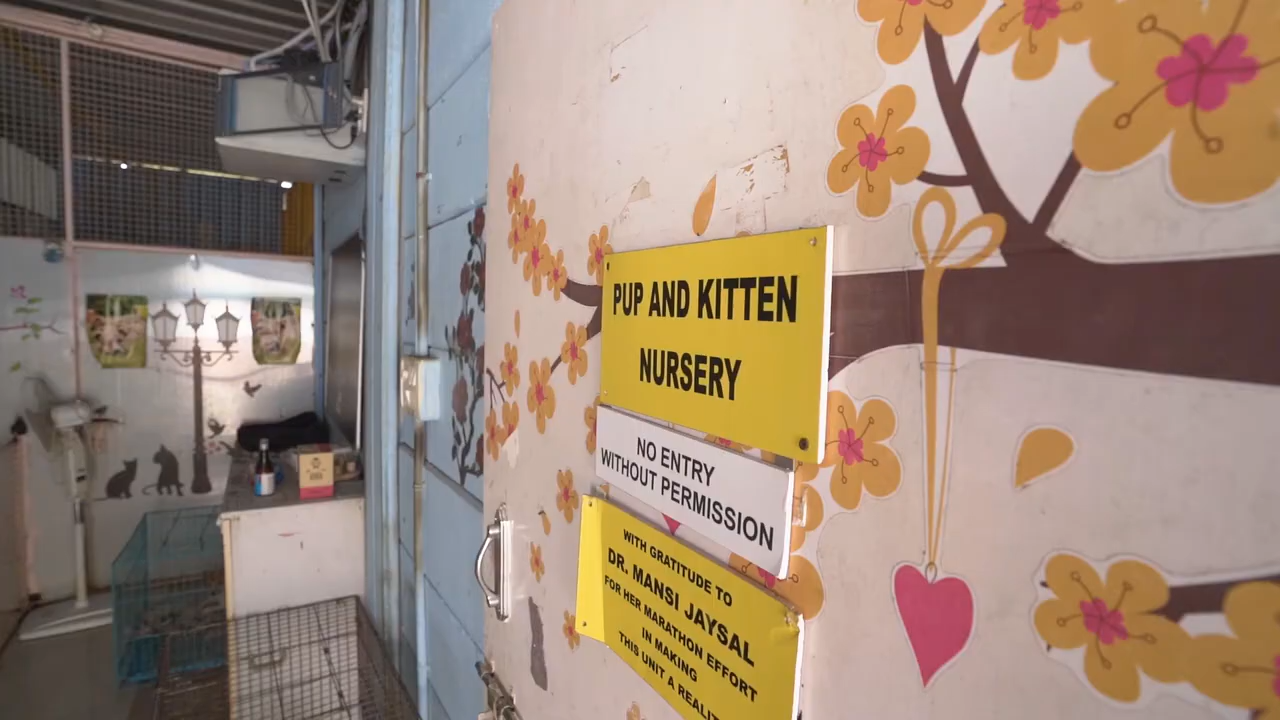 PUP AND KITTEN
NURSERY
NO ENTRY
WITHOUT PERMISSION
WITH GRATITUDE TO
DR. MANSI JAYSAL
FOR HER MARATHON EFFORT
IN MAKING
THIS UNIT A REALIT